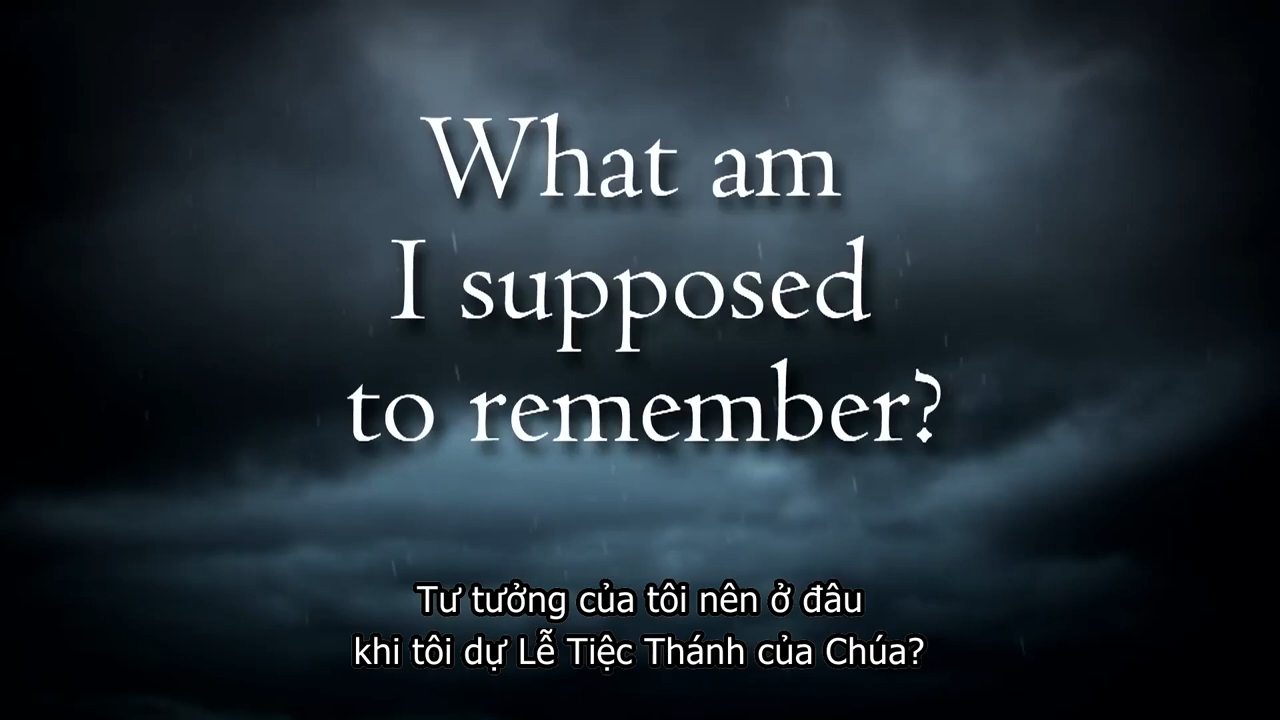 What am
I supposed
to remember?
Tư tưởng của tôi nên ở đâu
khi tôi dự Lễ Tiệc Thánh của Chúa?